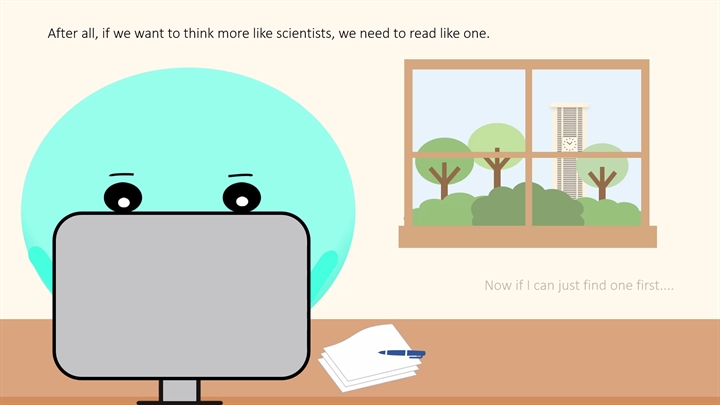 After all, if we want to think more like scientists, we need to read like one.
Now if I can just find one first....